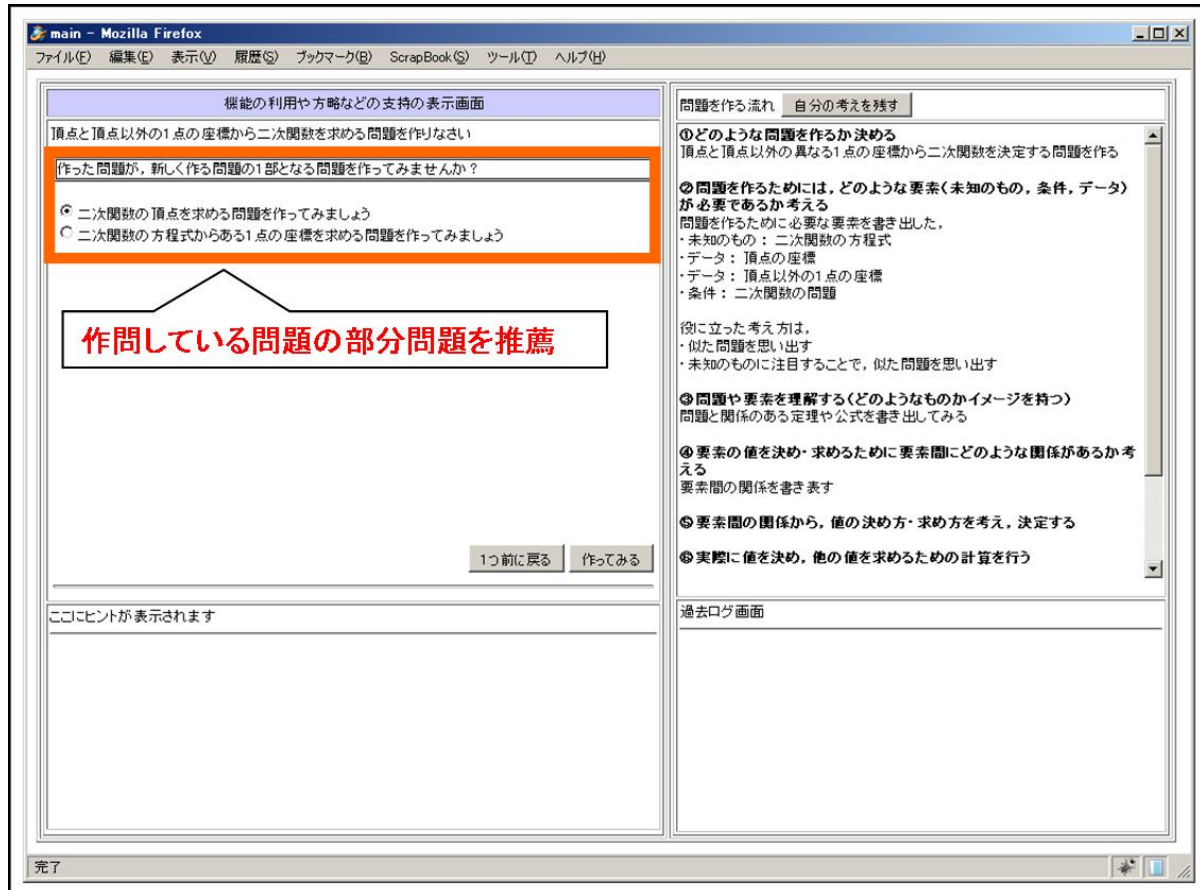 main - Mozilla Firefox
ファイル(F) 編集(E) 表示(V) 履歴(S) ブックマーク(B) ScrapBook(S) ツール(T) ヘルプ(H)
機能の利用や方略などの支持の表示画面
頂点と頂点以外の1点の座標から二次関数を求める問題を作りなさい
作った問題が，新しく作る問題の1部となる問題を作ってみませんか？
二次関数の頂点を求める問題を作ってみましょう
二次関数の方程式からある1点の座標を求める問題を作ってみましょう
作問している問題の部分問題を推薦
1つ前に戻る 作ってみる
ここにヒントが表示されます
問題を作る流れ 自分の考えを残す
①どのような問題を作るか決める
頂点と頂点以外の異なる1点の座標から二次関数を決定する問題を作る
②問題を作るためには，どのような要素(未知のもの，条件，データ)
が必要であるか考える
問題を作るために必要な要素を書き出した，
・未知のもの： 二次関数の方程式
・データ： 頂点の座標
・データ： 頂点以外の1点の座標
・条件： 二次関数の問題
役に立った考え方は，
・似た問題を思い出す
・未知のものに注目することで，似た問題を思い出す
③問題や要素を理解する(どのようなものかイメージを持つ)
問題と関係のある定理や公式を書き出してみる
④要素の値を決め・求めるために要素間にどのような関係があるか考
える
要素間の関係を書き表す
⑤要素間の関係から，値の決め方・求め方を考え，決定する
⑥実際に値を決め，他の値を求めるための計算を行う
過去ログ画面
完了